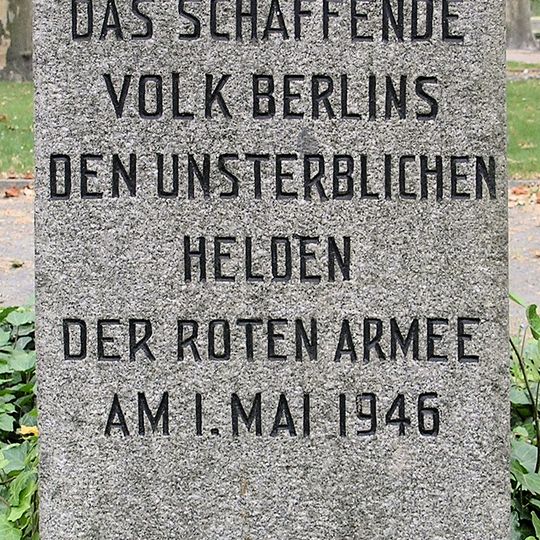 DAS SCHAFFENDE
VOLK BERLINS
DEN UNSTERBLICHEN
HELDEN
DER ROTEN ARMEE
AM 1. MAI 1946